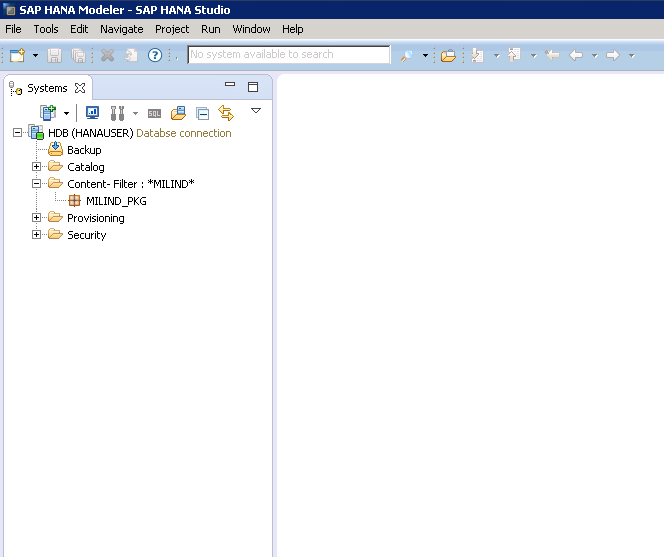 SAP HANA Modeler - SAP HANA Studio
File Tools Edit Navigate Project Run Window Help
No system available to search
Systems
SQL
HDB (HANAUSER) Databse connection
Backup
Catalog
Content- Filter : *MILIND*
MILIND_PKG
Provisioning
Security